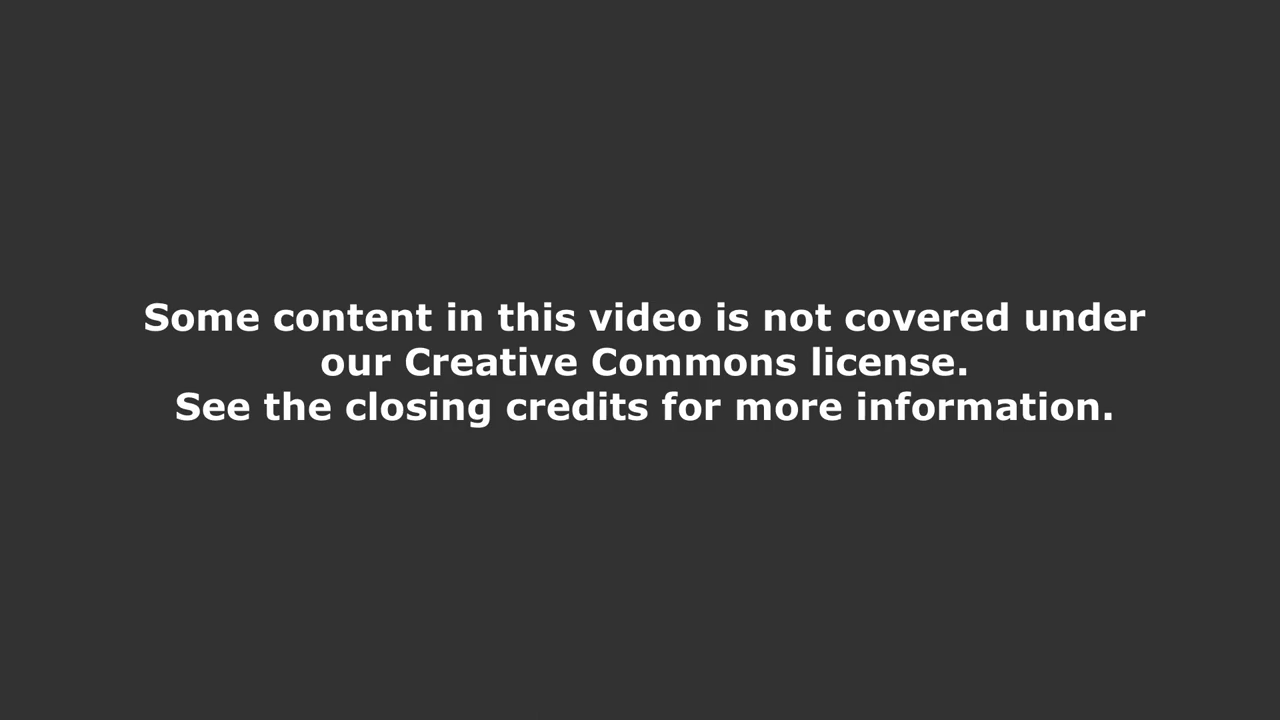 Some content in this video is not covered under
our Creative Commons license.
See the closing credits for more information.